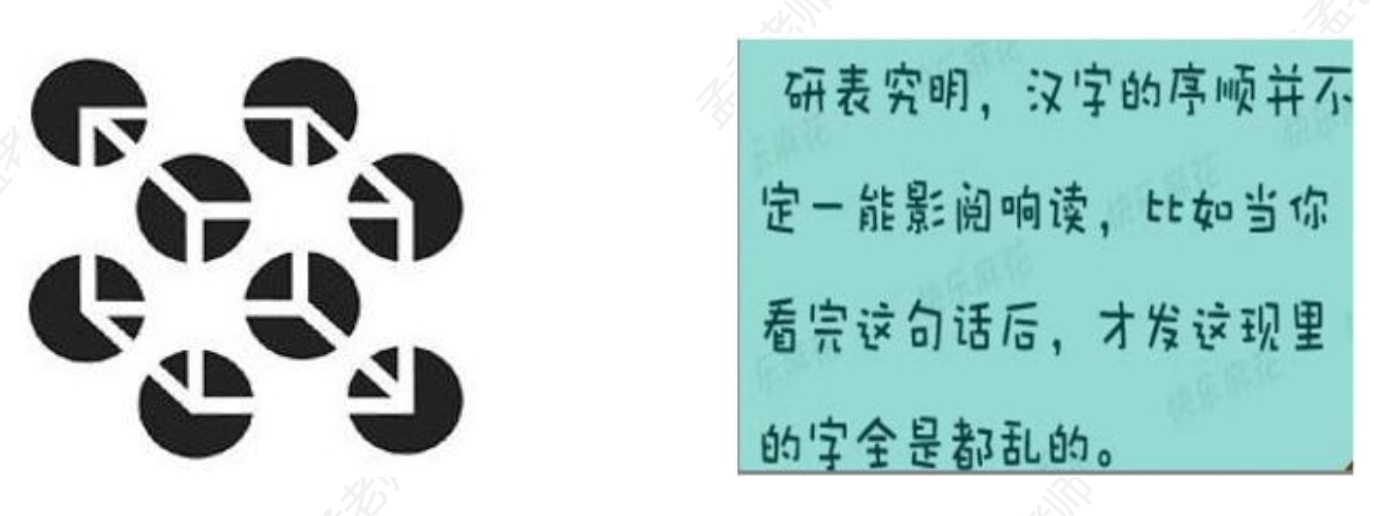 研表究明，汉字的序顺并不
定一能影阅响读，比如当你
看完这句话后，才发这现里
的字全是都乱的。